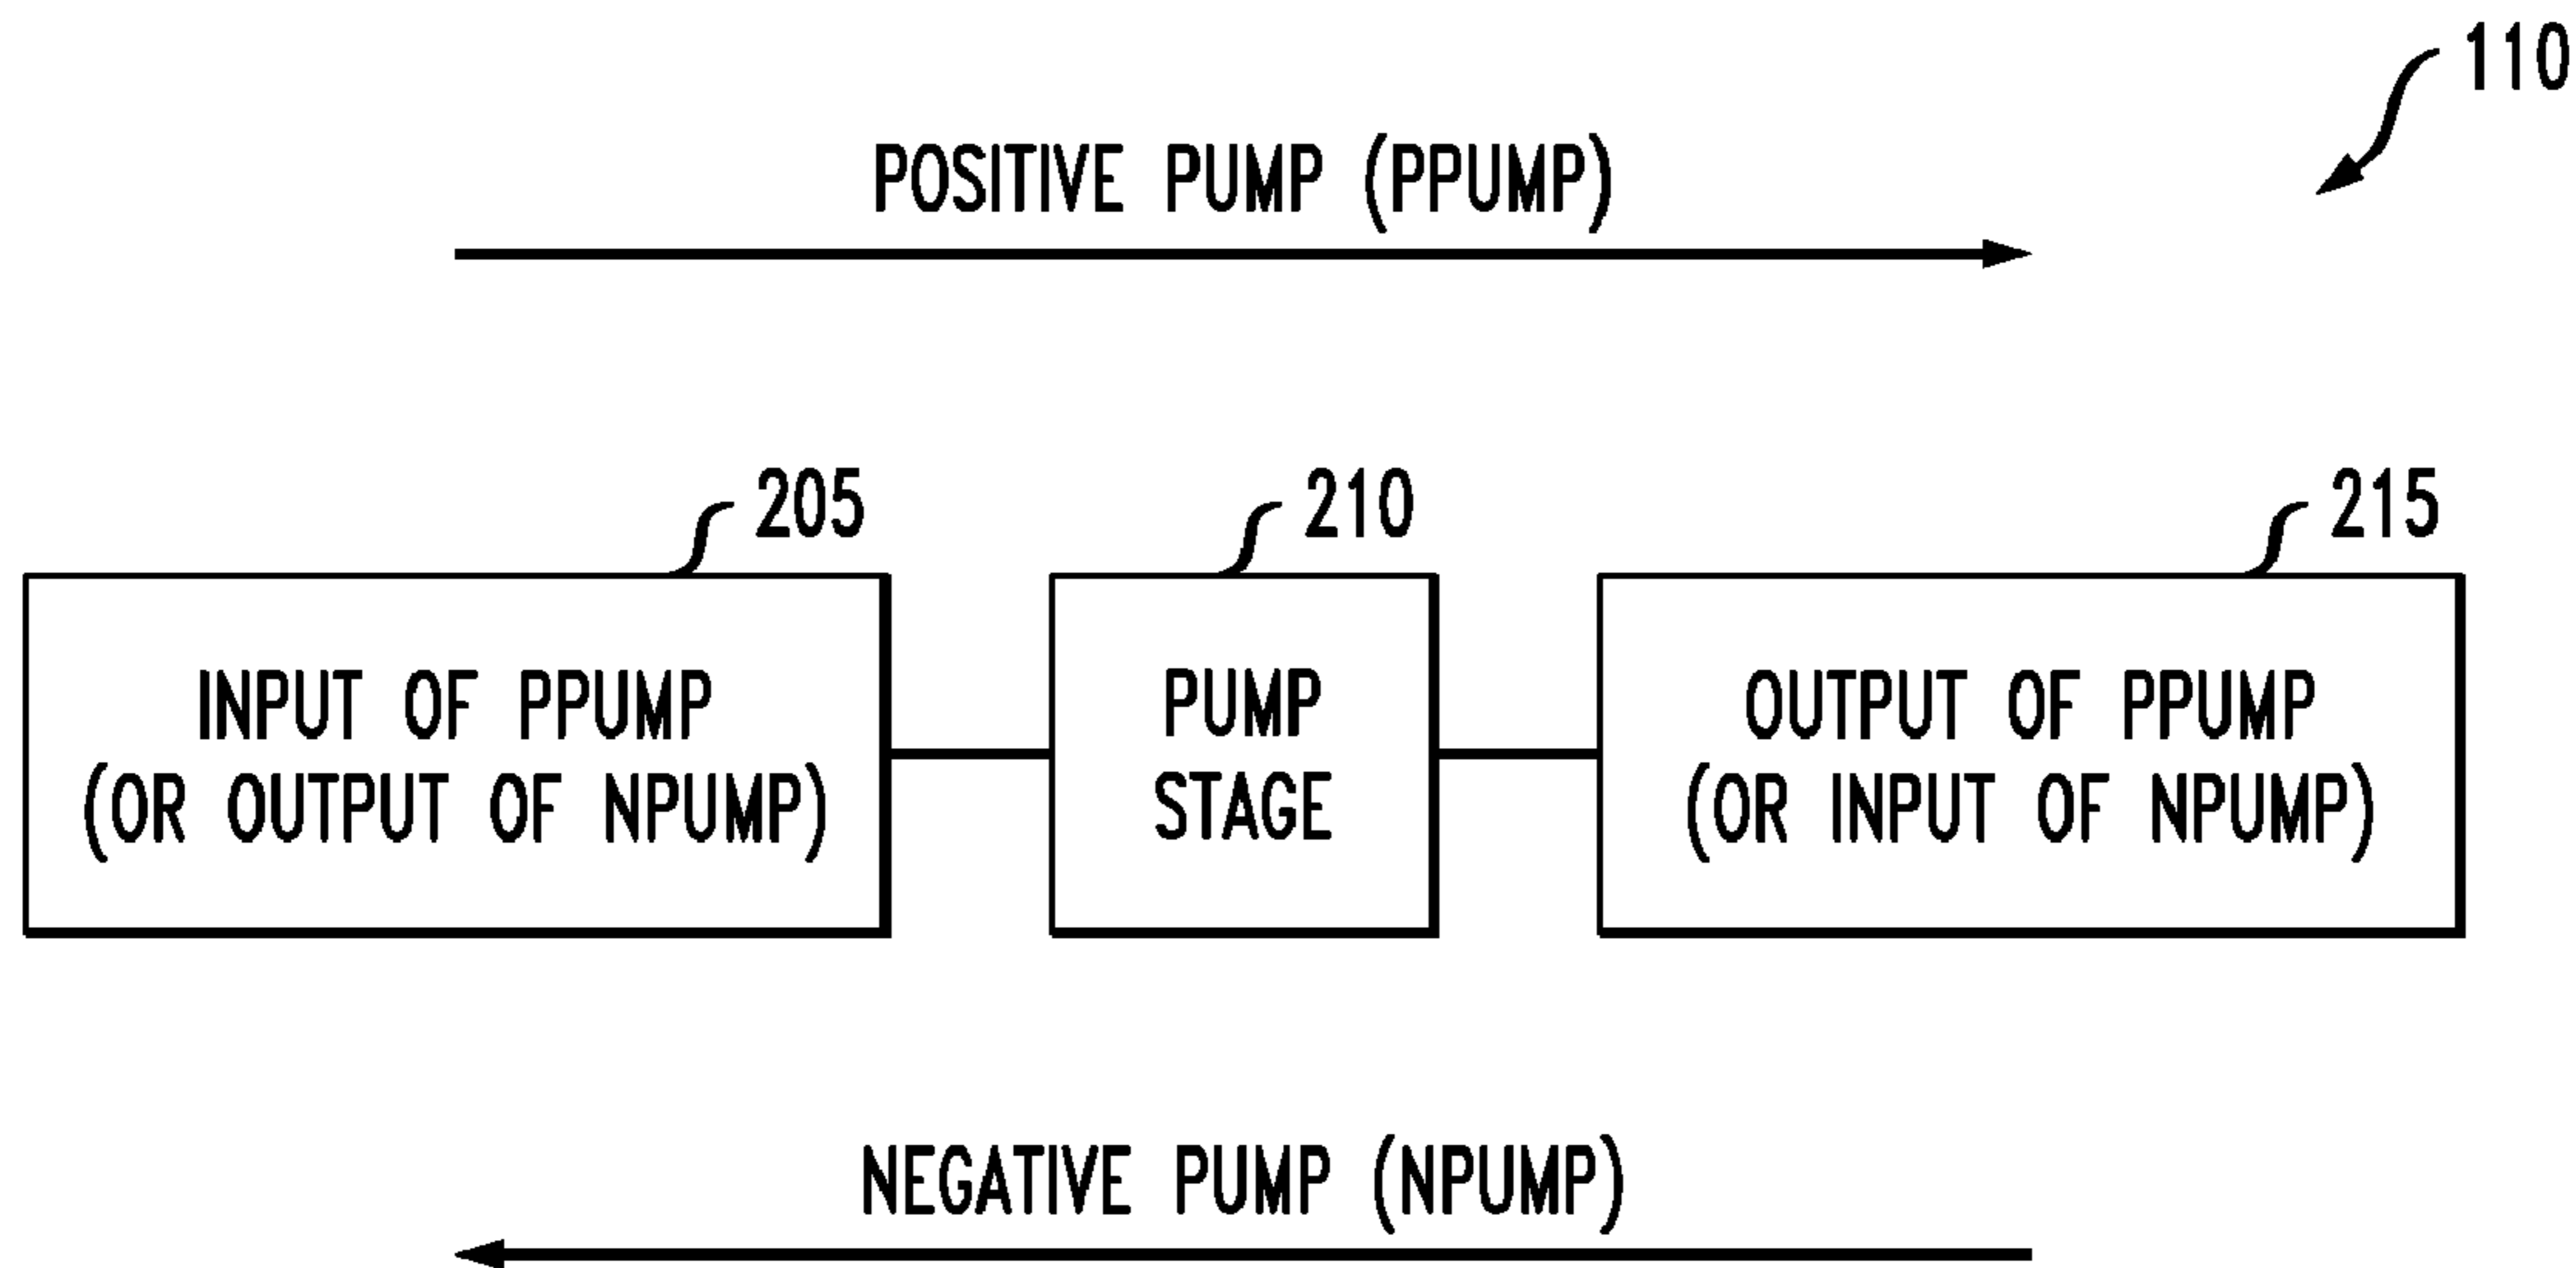 110
POSITIVE PUMP (PPUMP)
205
210
215
INPUT OF PPUMP
(OR OUTPUT OF NPUMP)
PUMP
STAGE
OUTPUT OF PPUMP
(OR INPUT OF NPUMP)
NEGATIVE PUMP (NPUMP)